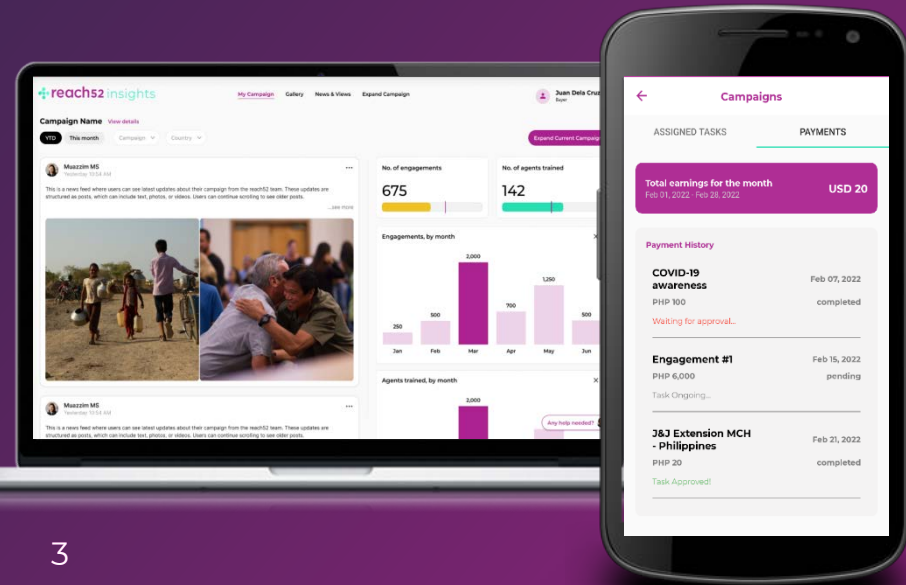 reach52 insights
My Campaign Gallery News & Views Expand Campaign
Juan Dela Cruz
Buyer
Campaign Name View details
YTD This month Campaign Country
Expand Current Campaign
Muazzim MS
Yesterday 10:54 AM
This is a news feed where users can see latest updates about their campaign from the reach52 team. These updates are
structured as posts, which can include text, photos, or videos. Users can continue scrolling to see older posts.
...see more
No. of engagements
675
No. of agents trained
142
Engagements, by month
2,000
1,250
700
500
500
250
Jan Feb Mar Apr May Jun
Agents trained, by month
2,000
Any help needed?
Muazzim MS
Yesterday 10:54 AM
This is a news feed where users can see latest updates about their campaign from the reach52 team. These updates are
structured as posts, which can include text, photos, or videos. Users can continue scrolling to see older posts.
Campaigns
ASSIGNED TASKS PAYMENTS
Total earnings for the month
Feb 01, 2022 - Feb 28, 2022
USD 20
Payment History
COVID-19
awareness
Feb 07, 2022
PHP 100 completed
Waiting for approval...
Engagement #1 Feb 15, 2022
PHP 6,000 pending
Task Ongoing...
J&J Extension MCH
- Philippines
Feb 21, 2022
PHP 20 completed
Task Approved!
3